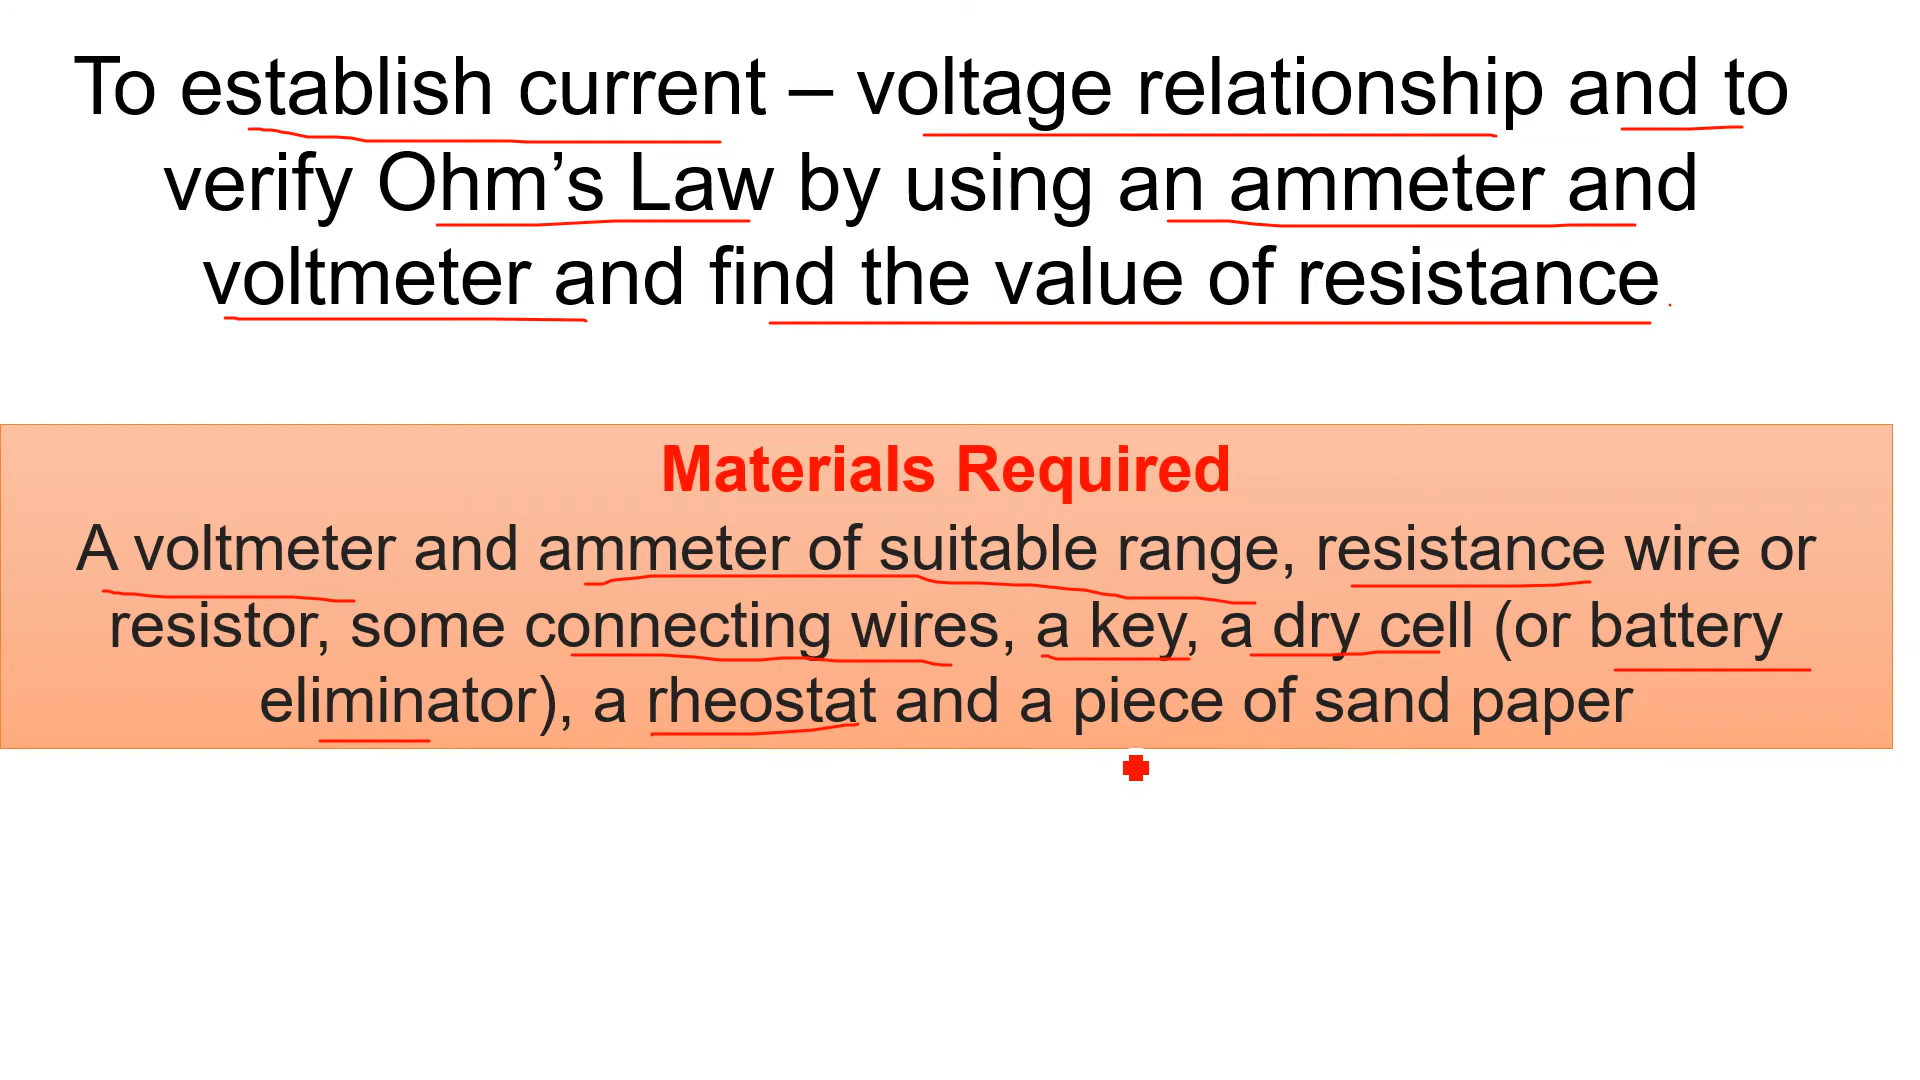 To establish current – voltage relationship and to
verify Ohm’s Law by using an ammeter and
voltmeter and find the value of resistance
Materials Required
A voltmeter and ammeter of suitable range, resistance wire or
resistor, some connecting wires, a key, a dry cell (or battery
eliminator), a rheostat and a piece of sand paper